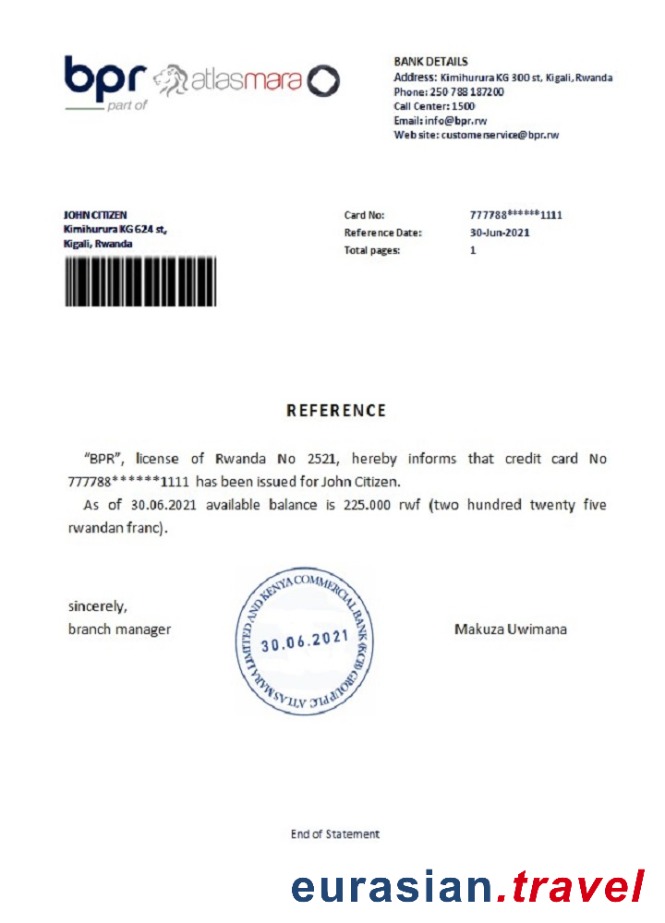 bpr atlasmara
part of
BANK DETAILS
Address: Kimihurura KG 300 st, Kigali, Rwanda
Phone: 250 788 187200
Call Center: 1500
Email: info@bpr.rw
Web site: customerservice@bpr.rw
JOHN CITIZEN
Kimihurura KG 624 st,
Kigali, Rwanda
Card No: 777788******1111
Reference Date: 30-Jun-2021
Total pages: 1
REFERENCE
“BPR”, license of Rwanda No 2521, hereby informs that credit card No
777788******1111 has been issued for John Citizen.
As of 30.06.2021 available balance is 225.000 rwf (two hundred twenty five
rwandan franc).
sincerely,
branch manager
ATLASMARA LIMITED AND KENYA COMMERCIAL BANK (KCB) GROUP PLC
30.06.2021
Makuza Uwimana
End of Statement
eurasian.travel